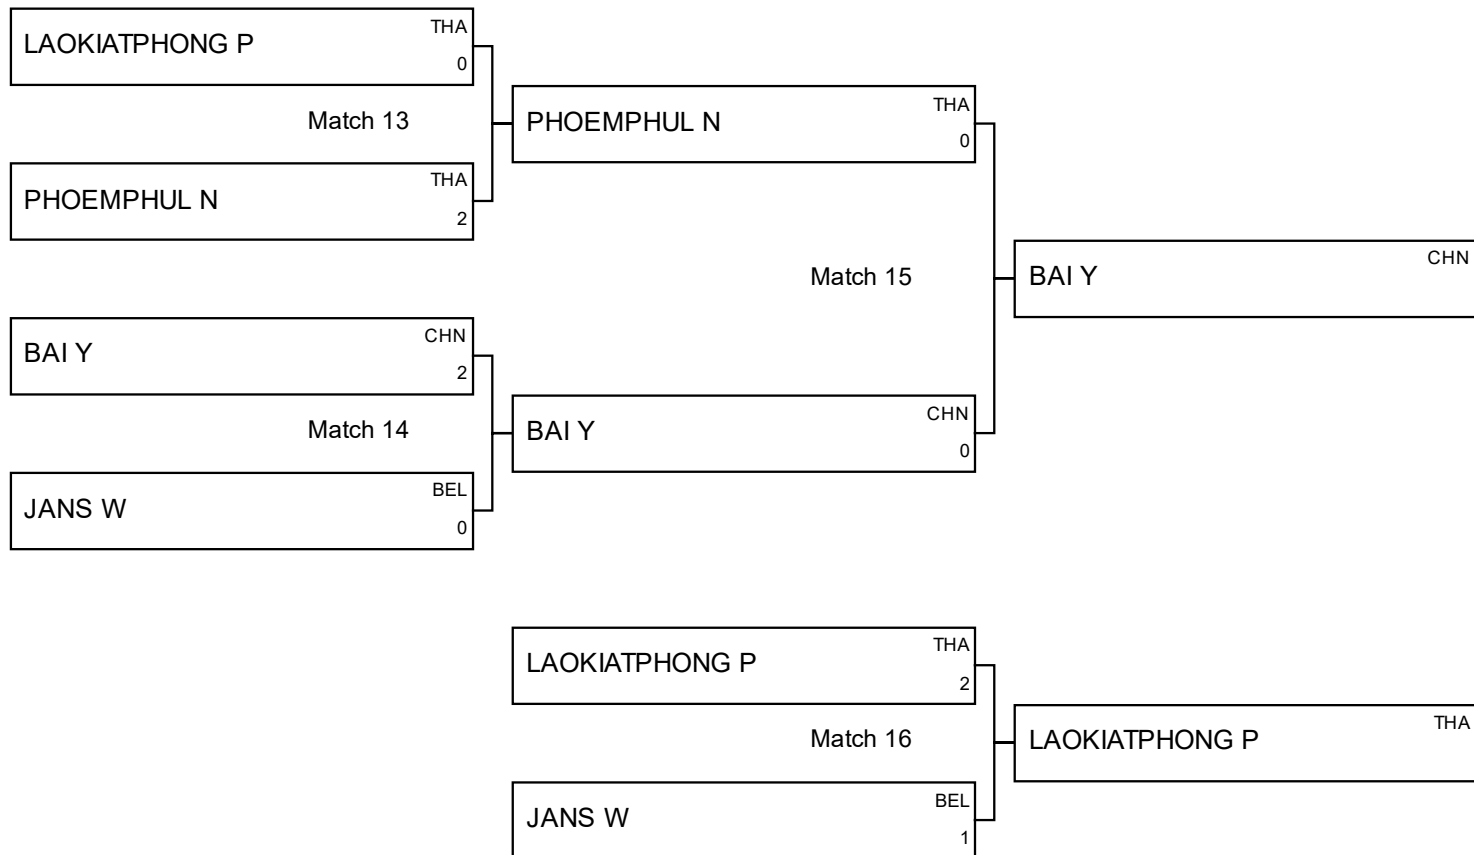 LAOKIATPHONG P THA
0
Match 13
PHOEMPHUL N THA
2
PHOEMPHUL N THA
0
Match 15
BAI Y CHN
BAI Y CHN
2
Match 14
JANS W BEL
0
BAI Y CHN
0
LAOKIATPHONG P THA
2
Match 16
JANS W BEL
1
LAOKIATPHONG P THA